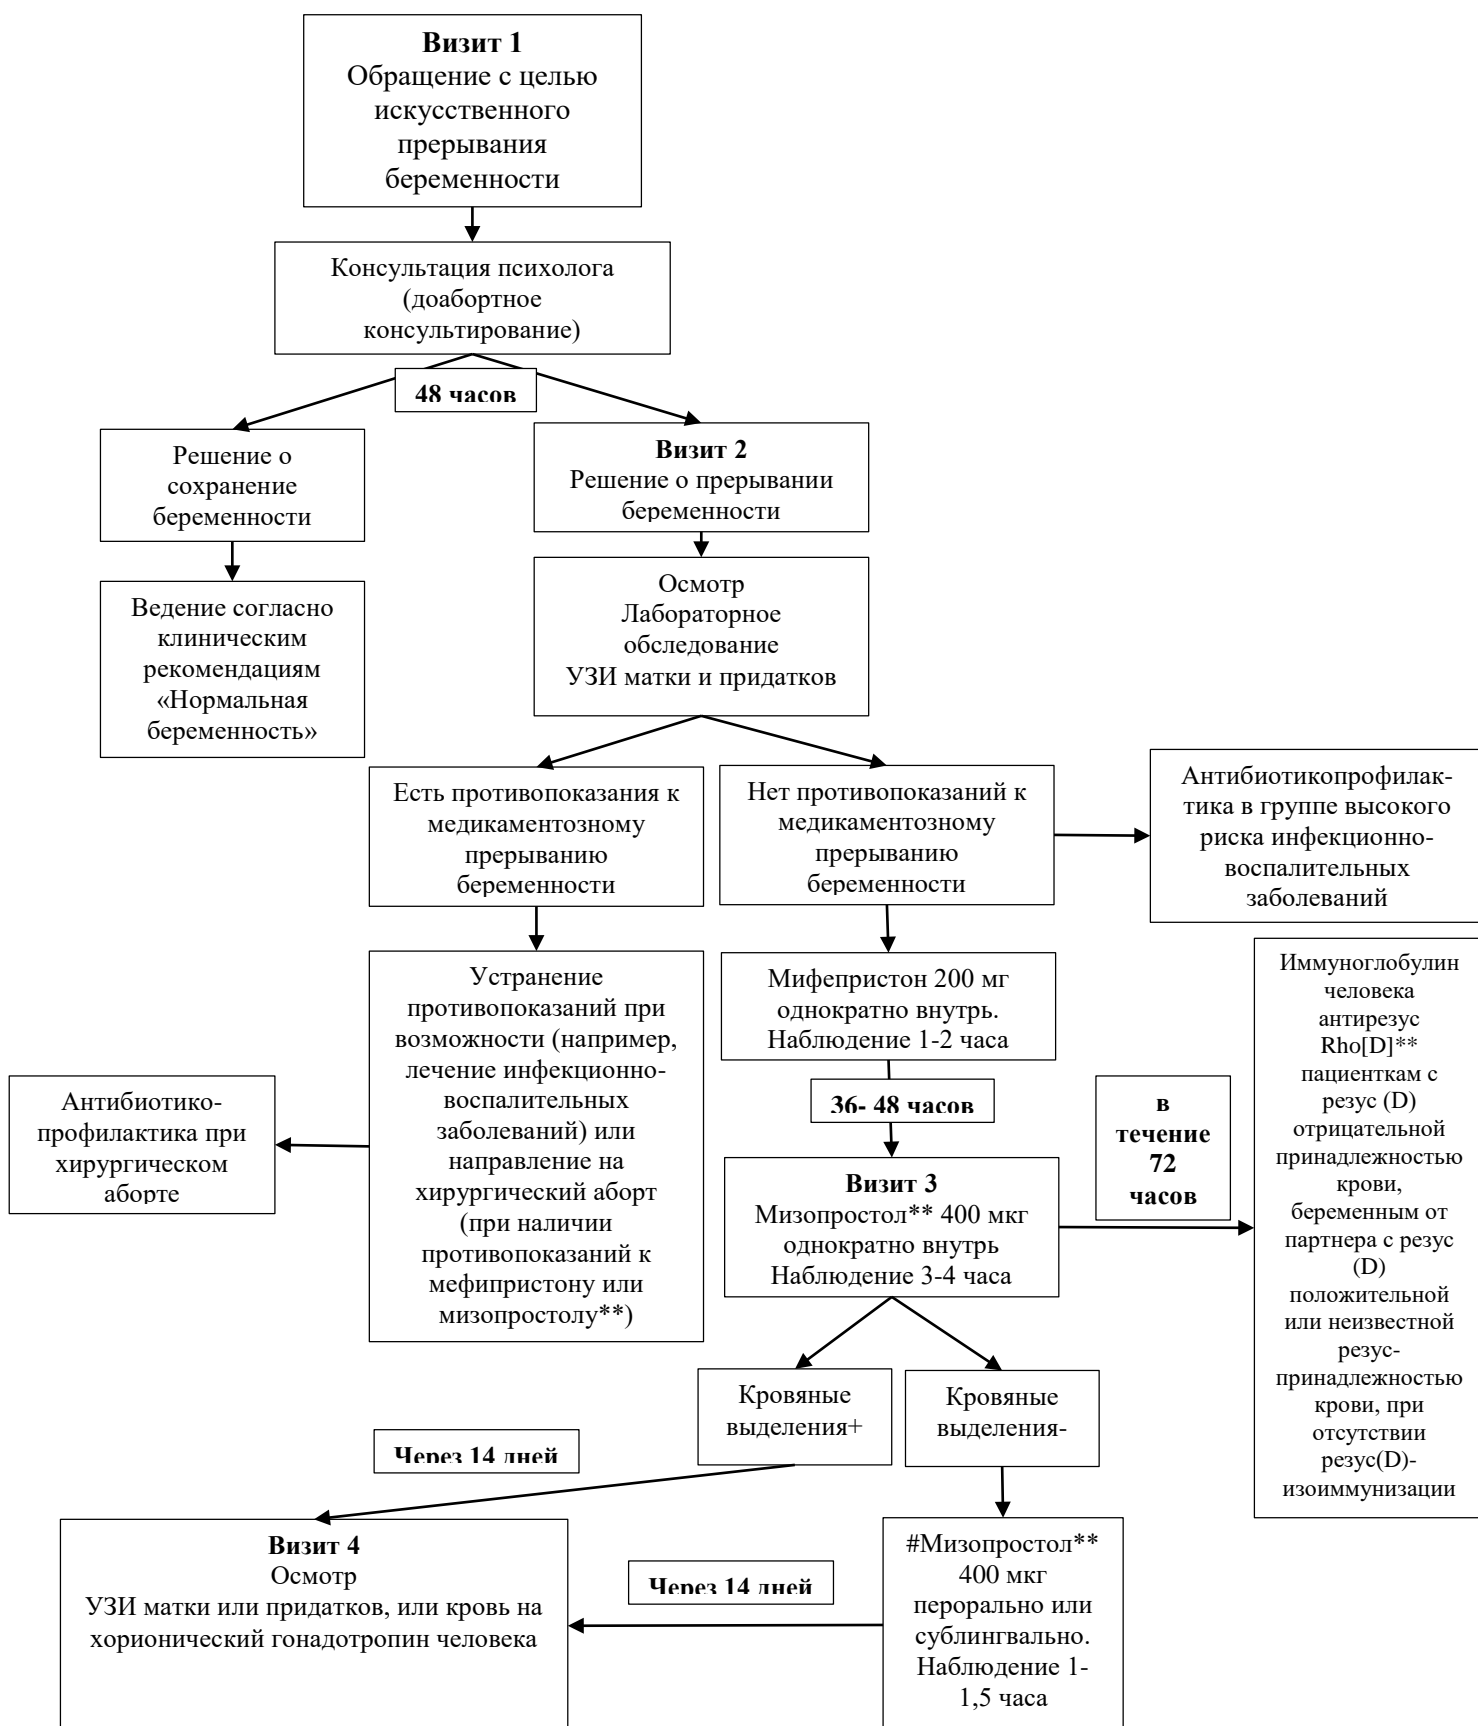 Визит 1
Обращение с целью
искусственного
прерывания
беременности
Консультация психолога
(доабортное
консультирование)
48 часов
Решение о
сохранение
беременности
Визит 2
Решение о прерывании
беременности
Ведение согласно
клиническим
рекомендациям
«Нормальная
беременность»
Осмотр
Лабораторное
обследование
УЗИ матки и придатков
Есть противопоказания к
медикаментозному
прерыванию
беременности
Нет противопоказаний к
медикаментозному
прерыванию
беременности
Антибиотикопрофилак-
тика в группе высокого
риска инфекционно-
воспалительных
заболеваний
Устранение
противопоказаний при
возможности (например,
лечение инфекционно-
воспалительных
заболеваний) или
направление на
хирургический аборт
(при наличии
противопоказаний к
мефипристону или
мизопростолу**)
Антибиотико-
профилактика при
хирургическом
аборте
Мифепристон 200 мг
однократно внутрь.
Наблюдение 1-2 часа
36- 48 часов
Визит 3
Мизопростол** 400 мкг
однократно внутрь
Наблюдение 3-4 часа
в
течение
72
часов
Иммуноглобулин
человека
антирезус
Rho[D]**
пациенткам с
резус (D)
отрицательной
принадлежностью
крови,
беременным от
партнера с резус
(D)
положительной
или неизвестной
резус-
принадлежностью
крови, при
отсутствии
резус(D)-
изоиммунизации
Кровяные
выделения+
Кровяные
выделения-
Через 14 дней
Визит 4
Осмотр
УЗИ матки или придатков, или кровь на
хорионический гонадотропин человека
Через 14 дней
#Мизопростол**
400 мкг
перорально или
сублингвально.
Наблюдение 1-
1,5 часа